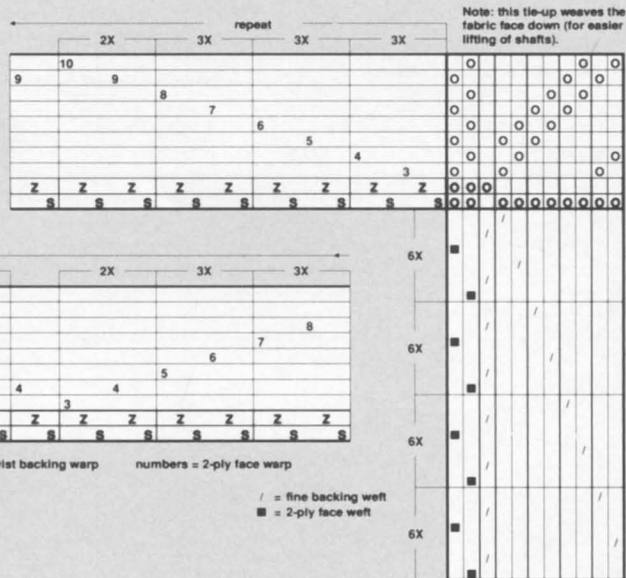 Note: this tie-up weaves the
fabric face down (for easier
lifting of shafts).
repeat
2X 3X 3X 3X
10
9 9
8
7
6
5
4
3
Z Z Z Z Z Z Z Z Z
S S S S S S S S S
6X
2X 3X 3X
8
7
6
6X
5
4 4
3
Z Z Z Z Z Z Z
S S S S S S S
6X
backing warp numbers = 2-ply face warp
/ = fine backing weft
■ = 2-ply face weft
6X